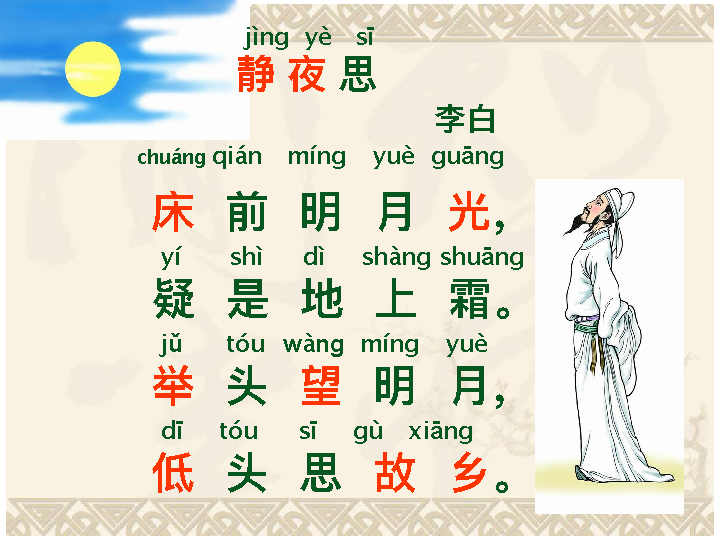 jìng yè sī
静夜思
李白
chuáng qián míng yuè guāng
床前明月光，
yí shì dì shàng shuāng
疑是地上霜。
jǔ tóu wàng míng yuè
举头望明月，
dī tóu sī gù xiāng
低头思故乡。